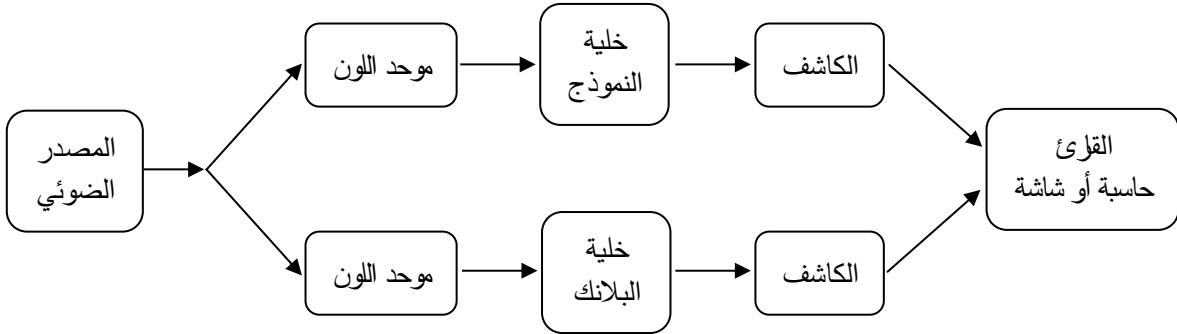 المصدر
الضوئي
موحد اللون
خلية
النموذج
الكاشف
موحد اللون
خلية
البلانك
الكاشف
القارئ
حاسبة أو شاشة